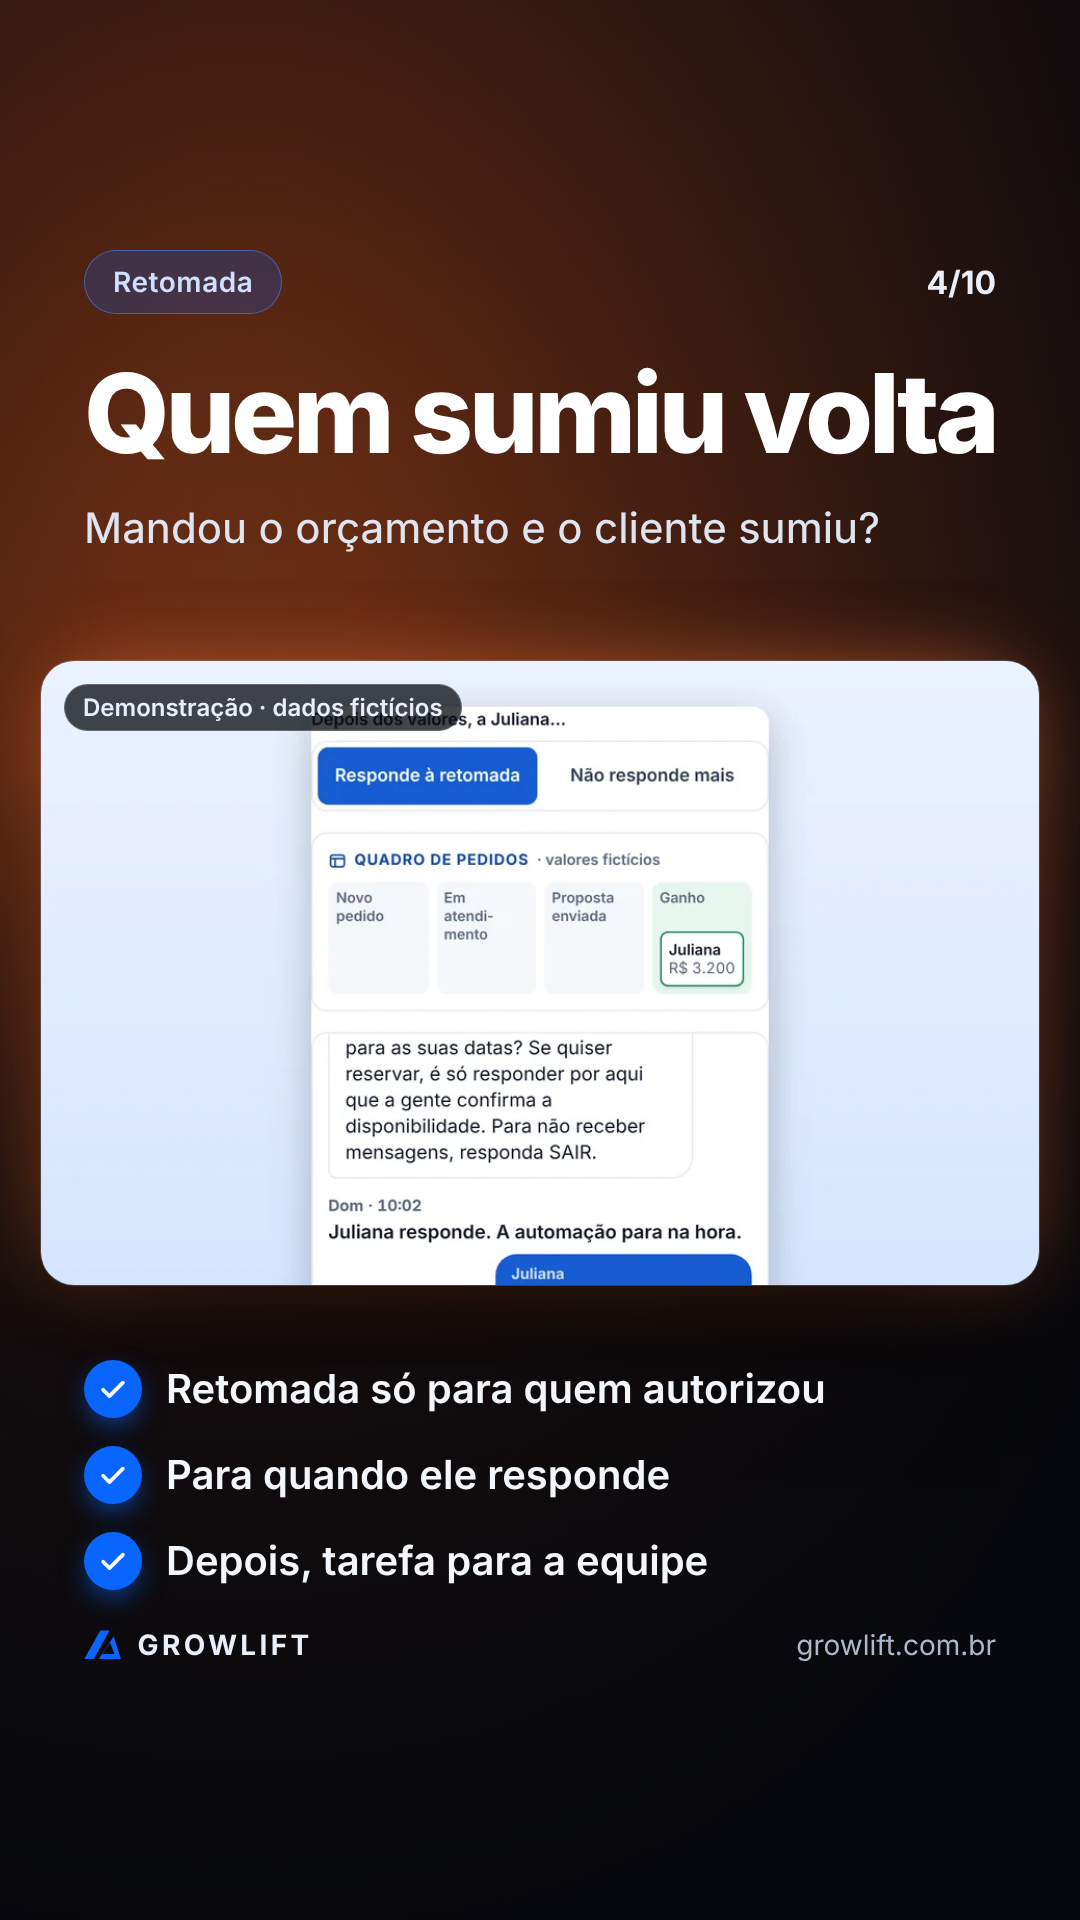 Retomada
4/10
Quem sumiu volta
Mandou o orçamento e o cliente sumiu?
Demonstração · dados fictícios
Depois dos valores, a Juliana...
Responde à retomada
Não responde mais
QUADRO DE PEDIDOS · valores fictícios
Novo
pedido
Em
atendi-
mento
Proposta
enviada
Ganho
Juliana
R$ 3.200
para as suas datas? Se quiser
reservar, é só responder por aqui
que a gente confirma a
disponibilidade. Para não receber
mensagens, responda SAIR.
Dom · 10:02
Juliana responde. A automação para na hora.
Juliana
Retomada só para quem autorizou
Para quando ele responde
Depois, tarefa para a equipe
GROWLIFT
growlift.com.br